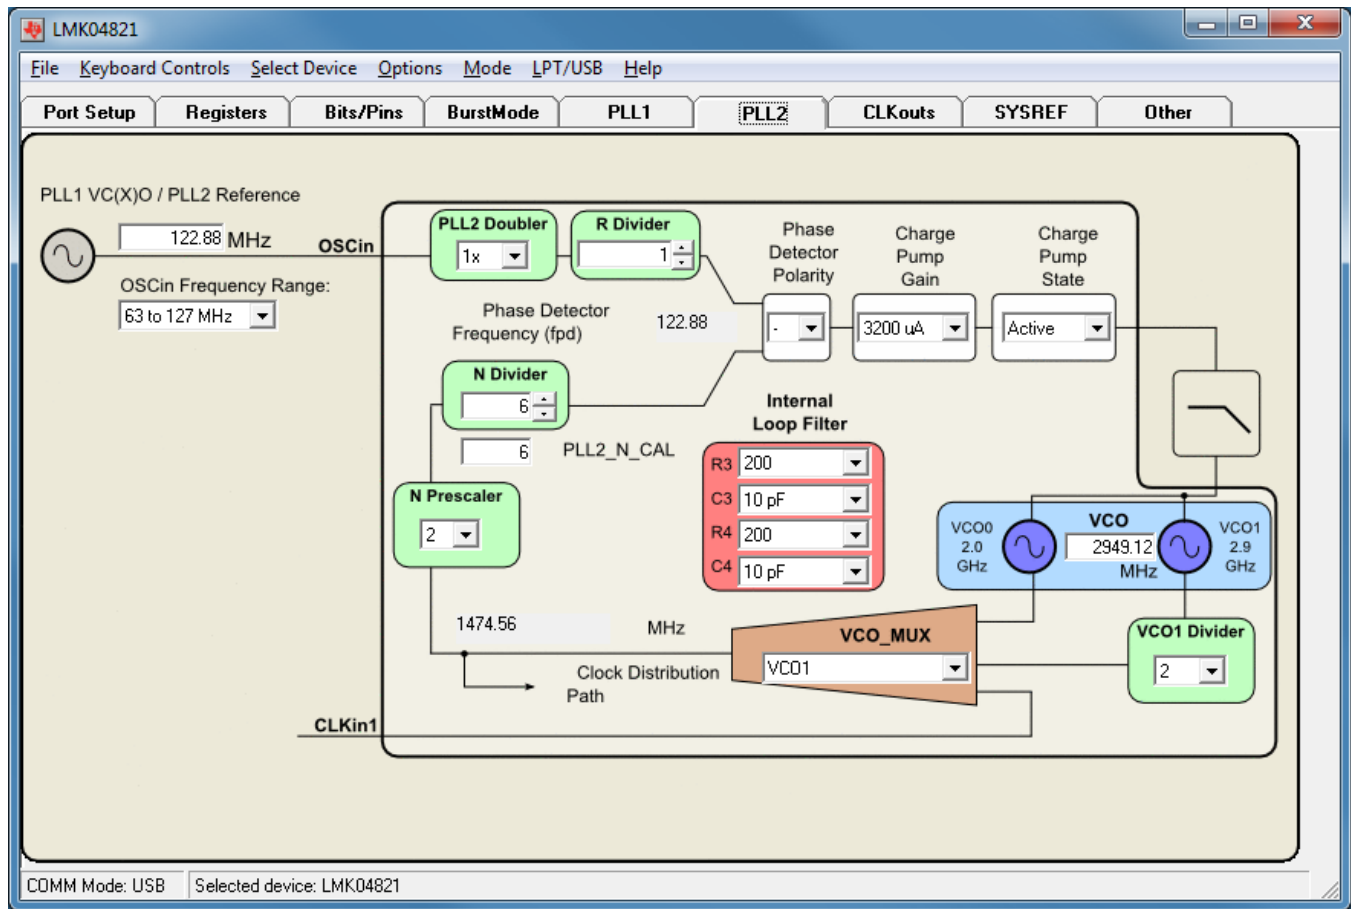 LMK04821
File Keyboard Controls Select Device Options Mode LPT/USB Help
Port Setup Registers Bits/Pins BurstMode PLL1 PLL2 CLKouts SYSREF Other
PLL1 VC(X)O / PLL2 Reference
122.88 MHz
OSCin
OSCin Frequency Range:
63 to 127 MHz
PLL2 Doubler
1x
R Divider
1
Phase
Detector
Polarity
-
Charge
Pump
Gain
3200 uA
Charge
Pump
State
Active
Phase Detector
Frequency (fpd)
122.88
N Divider
6
6 PLL2_N_CAL
N Prescaler
2
Internal
Loop Filter
R3 200
C3 10 pF
R4 200
C4 10 pF
VCO0
2.0
GHz
VCO
2949.12
MHz
VCO1
2.9
GHz
1474.56 MHz
VCO_MUX
VCO1
VCO1 Divider
2
Clock Distribution
Path
CLKin1
COMM Mode: USB Selected device: LMK04821